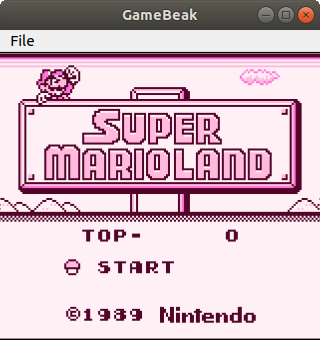 GameBeak
File
SUPER
MARIOLAND
TOP- 0
START
©1989 Nintendo